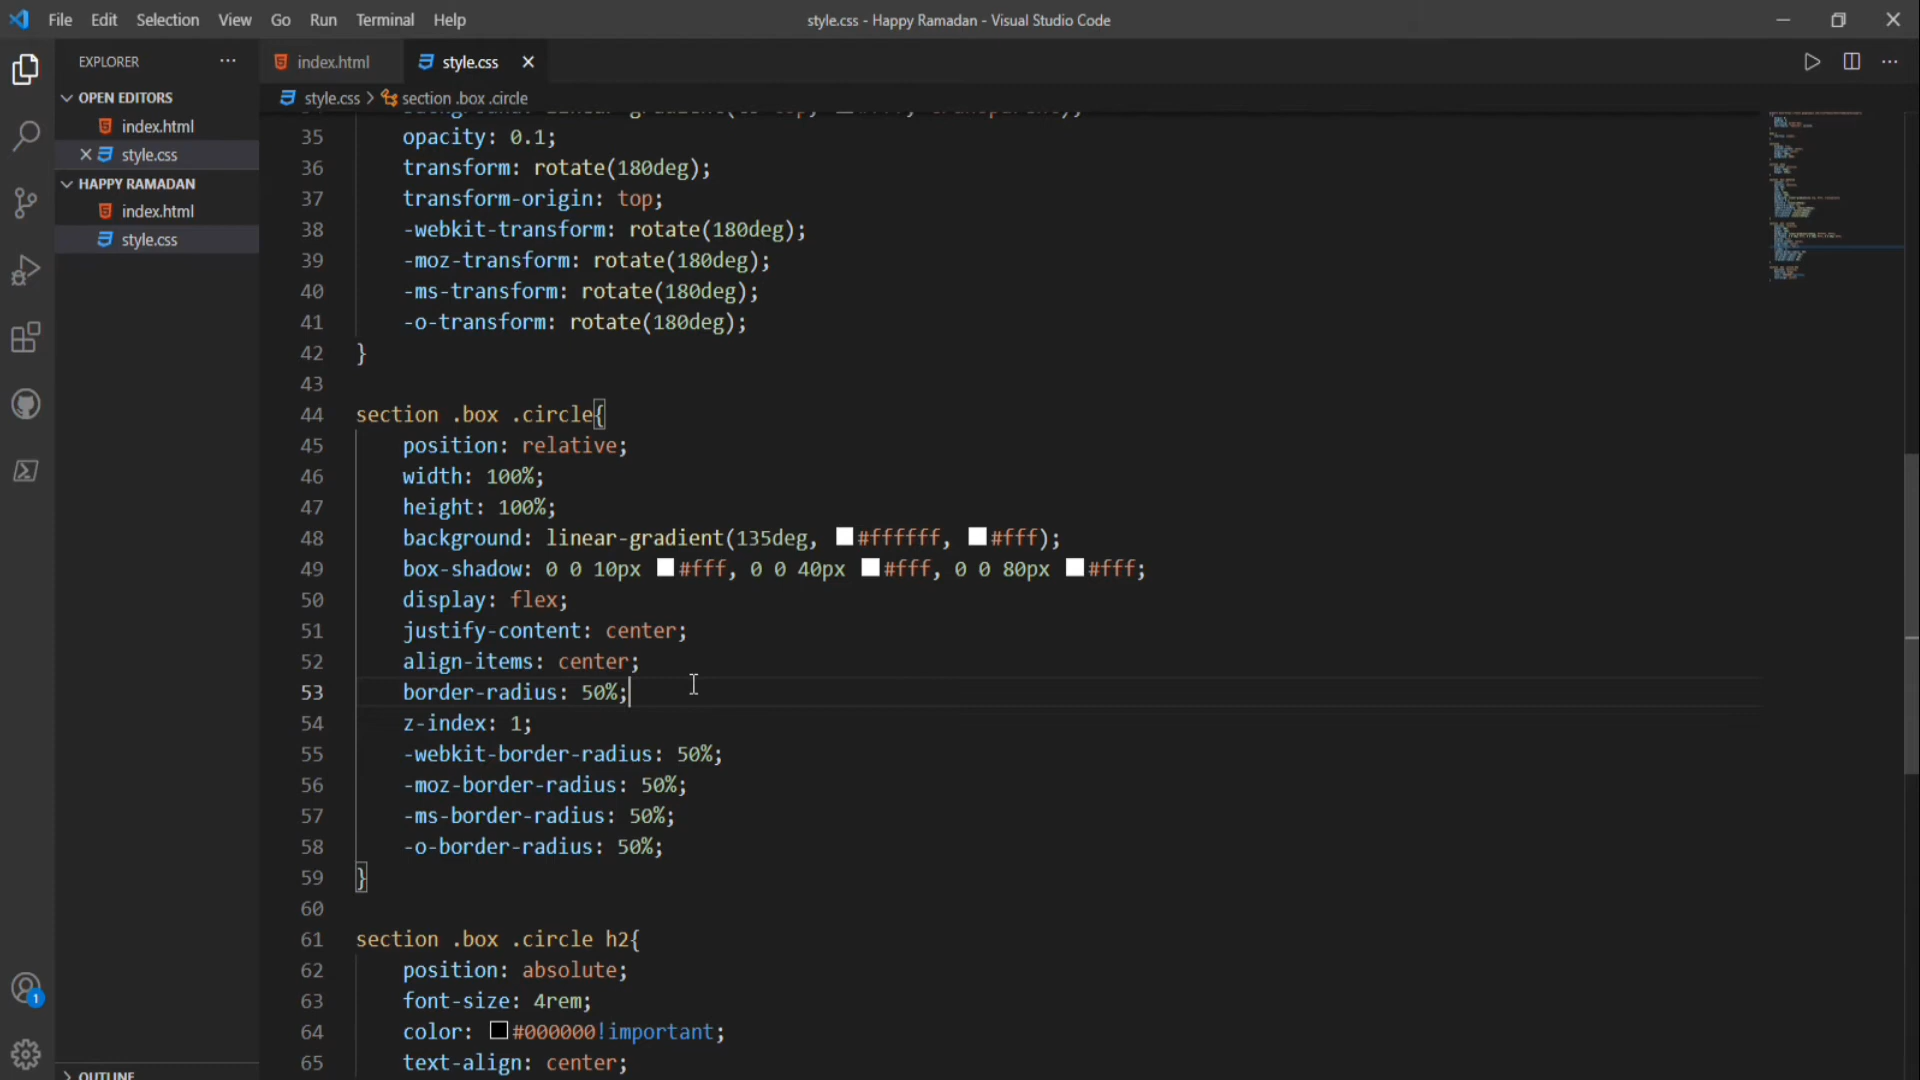 File Edit Selection View Go Run Terminal Help
style.css - Happy Ramadan - Visual Studio Code
EXPLORER
OPEN EDITORS
index.html
style.css
HAPPY RAMADAN
index.html
style.css
OUTLINE
1
index.html
style.css
style.css > section .box .circle
35 opacity: 0.1;
36 transform: rotate(180deg);
37 transform-origin: top;
38 -webkit-transform: rotate(180deg);
39 -moz-transform: rotate(180deg);
40 -ms-transform: rotate(180deg);
41 -o-transform: rotate(180deg);
42 }
43
44 section .box .circle{
45 position: relative;
46 width: 100%;
47 height: 100%;
48 background: linear-gradient(135deg, #ffffff, #fff);
49 box-shadow: 0 0 10px #fff, 0 0 40px #fff, 0 0 80px #fff;
50 display: flex;
51 justify-content: center;
52 align-items: center;
53 border-radius: 50%;
54 z-index: 1;
55 -webkit-border-radius: 50%;
56 -moz-border-radius: 50%;
57 -ms-border-radius: 50%;
58 -o-border-radius: 50%;
59 }
60
61 section .box .circle h2{
62 position: absolute;
63 font-size: 4rem;
64 color: #000000!important;
65 text-align: center;